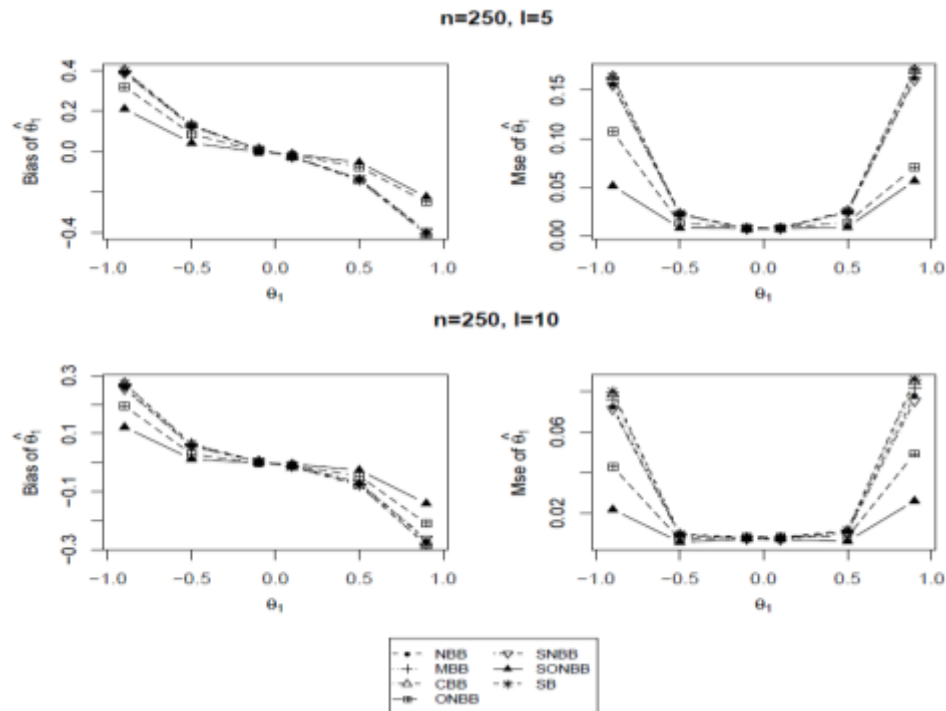 n=250, l=5
Bias of θ̂₁
0.4
0.2
0.0
−0.4
−1.0 −0.5 0.0 0.5 1.0
θ₁
Mse of θ̂₁
0.15
0.10
0.05
0.00
−1.0 −0.5 0.0 0.5 1.0
θ₁
n=250, l=10
Bias of θ̂₁
0.3
0.1
−0.1
−0.3
−1.0 −0.5 0.0 0.5 1.0
θ₁
Mse of θ̂₁
0.06
0.02
−1.0 −0.5 0.0 0.5 1.0
θ₁
NBB
MBB
CBB
ONBB
SNBB
SONBB
SB